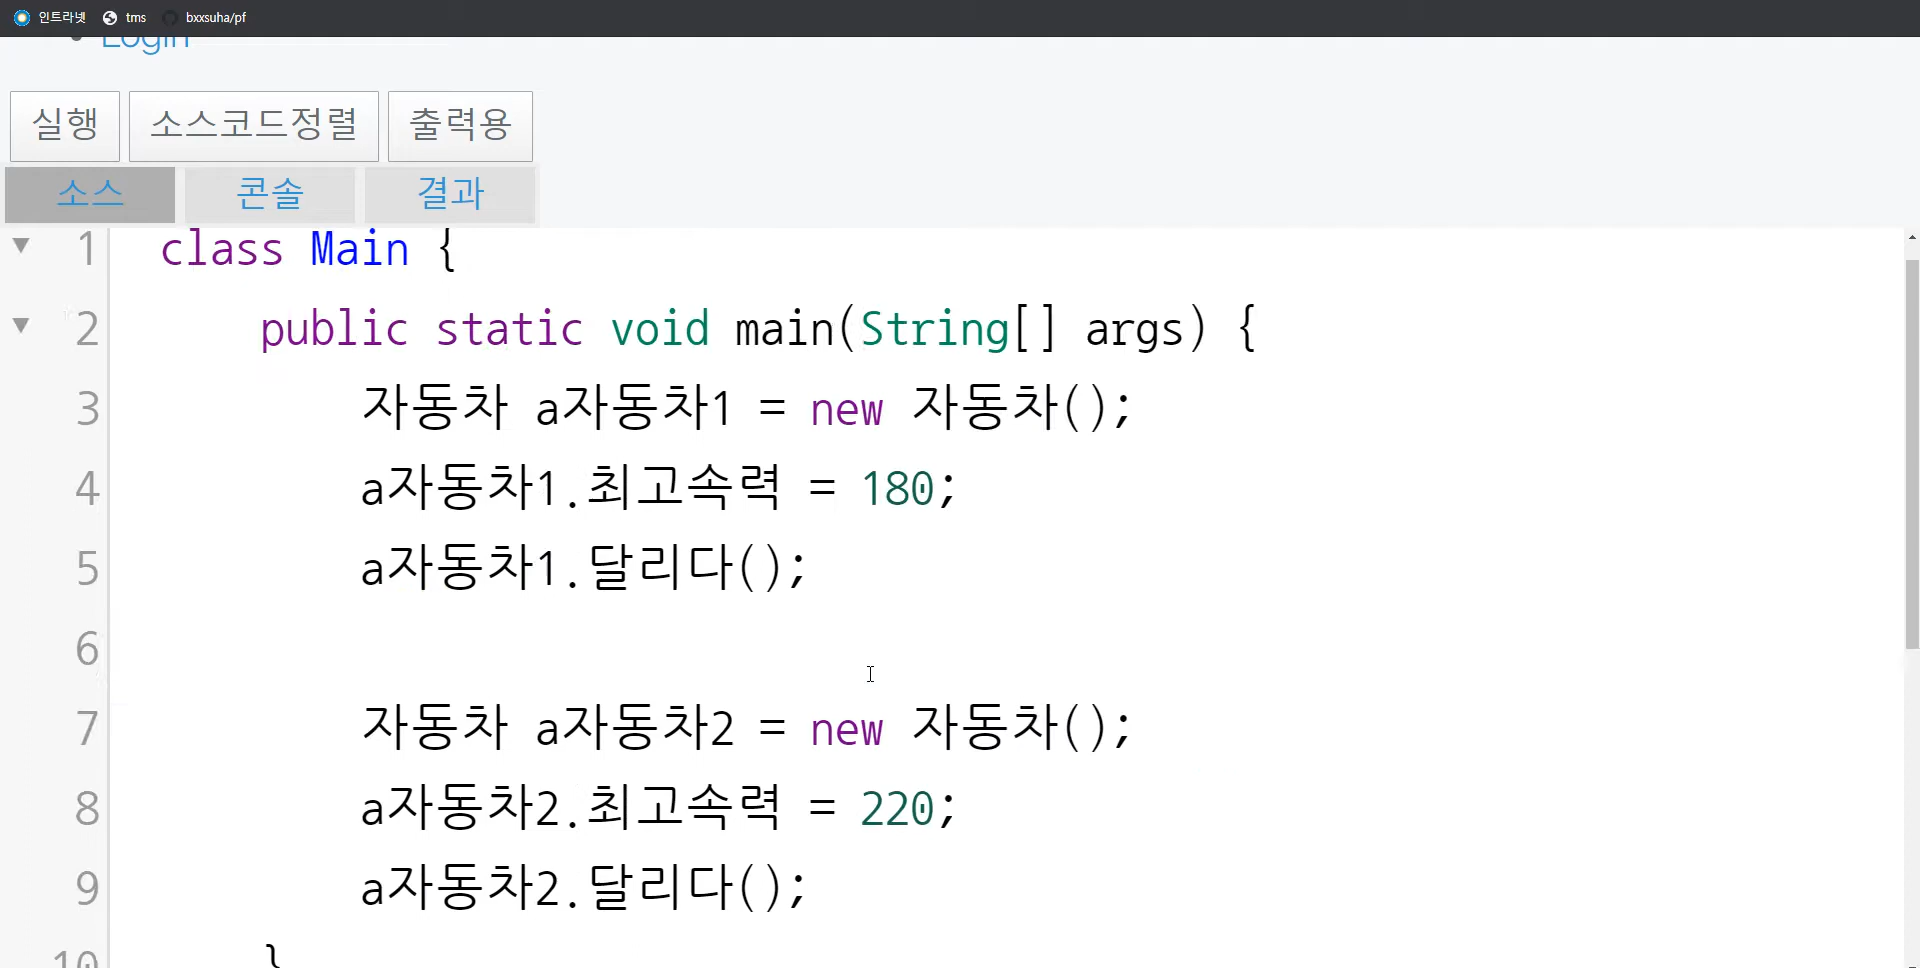 인트라넷 tms bxxsuha/pf
Login
실행 소스코드정렬 출력용
소스 콘솔 결과
1 class Main {
2 public static void main(String[] args) {
3 자동차 a자동차1 = new 자동차();
4 a자동차1.최고속력 = 180;
5 a자동차1.달리다();
6
7 자동차 a자동차2 = new 자동차();
8 a자동차2.최고속력 = 220;
9 a자동차2.달리다();
10 }